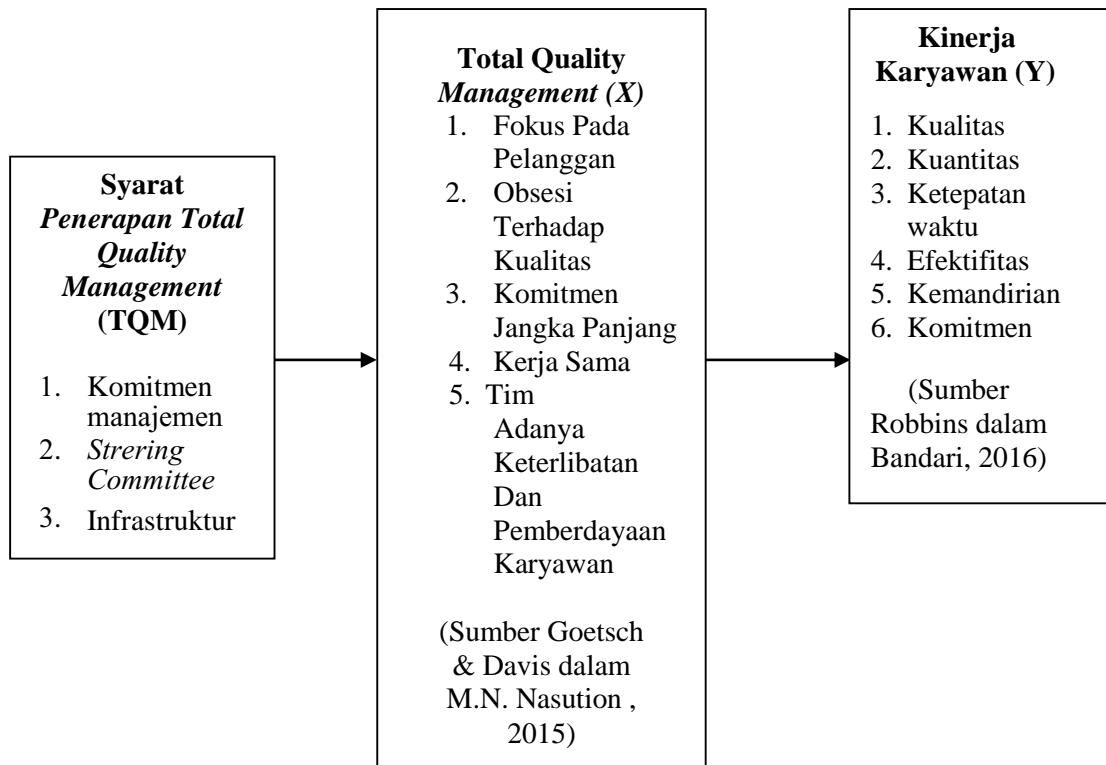 Syarat
Penerapan Total
Quality
Management
(TQM)
1. Komitmen
manajemen
2. Strering
Committee
3. Infrastruktur
Total Quality
Management (X)
1. Fokus Pada
Pelanggan
2. Obsesi
Terhadap
Kualitas
3. Komitmen
Jangka Panjang
4. Kerja Sama
5. Tim
Adanya
Keterlibatan
Dan
Pemberdayaan
Karyawan
(Sumber Goetsch
& Davis dalam
M.N. Nasution ,
2015)
Kinerja
Karyawan (Y)
1. Kualitas
2. Kuantitas
3. Ketepatan
waktu
4. Efektifitas
5. Kemandirian
6. Komitmen
(Sumber
Robbins dalam
Bandari, 2016)